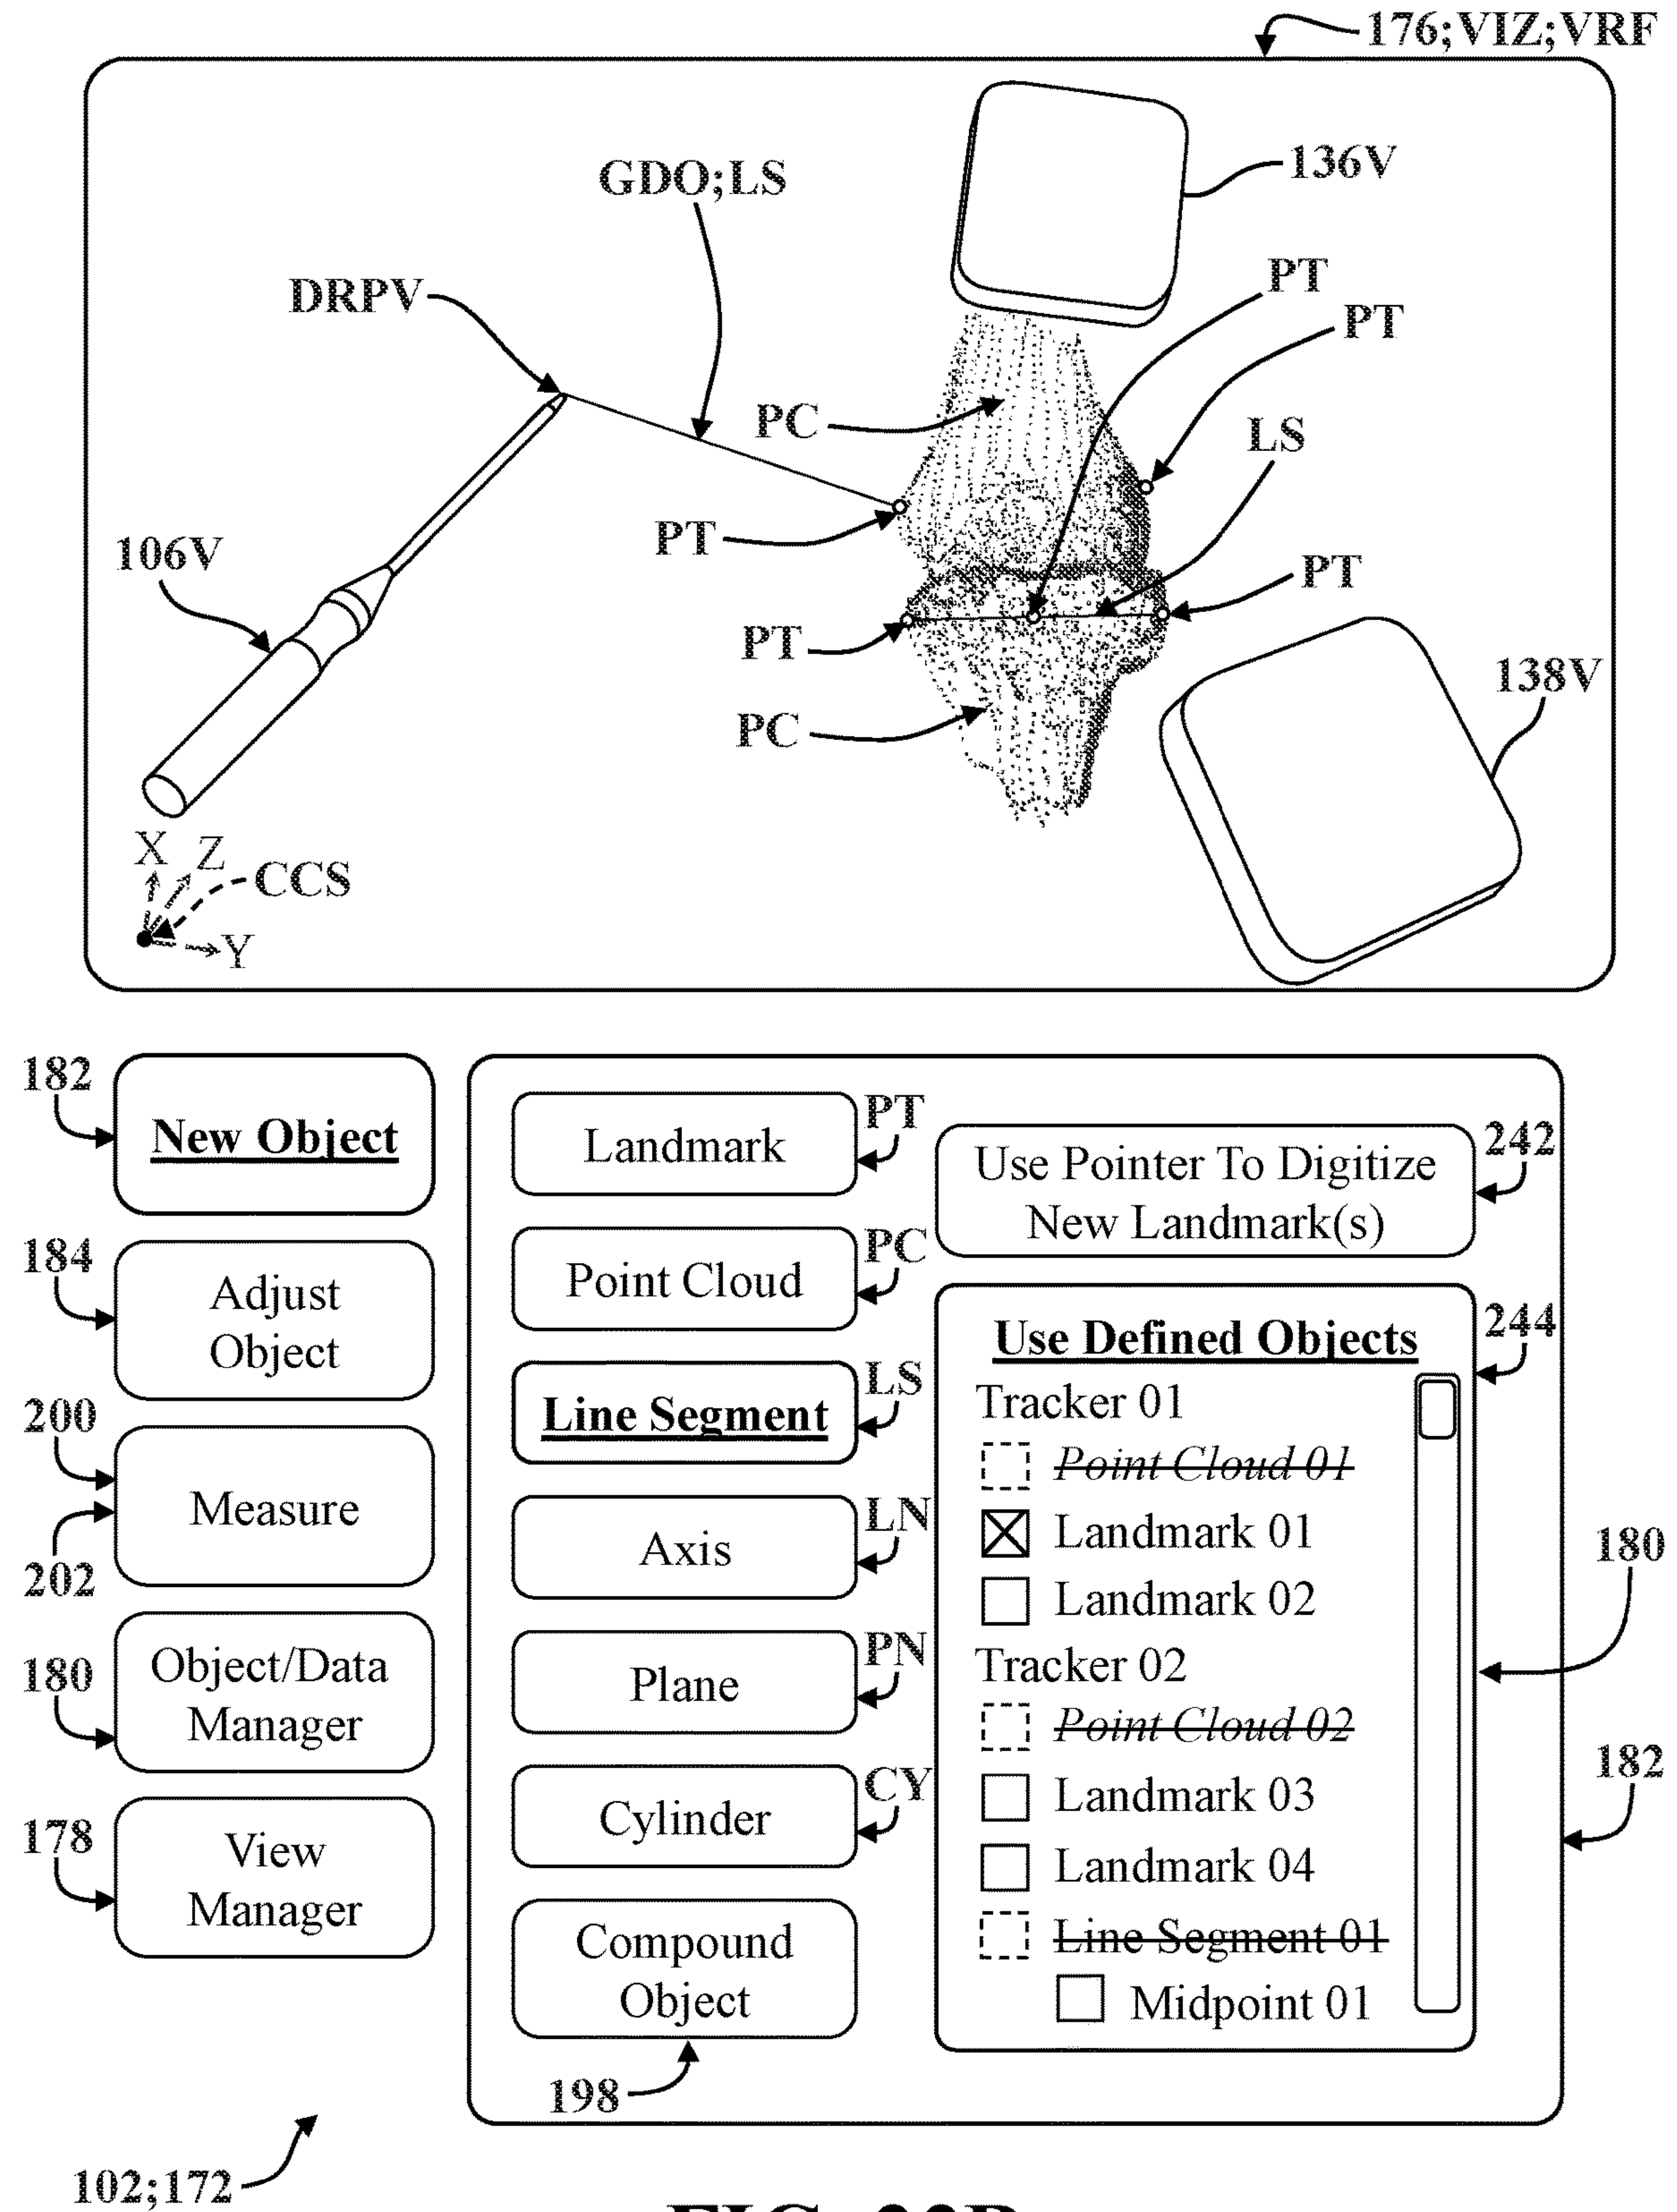 176;VIZ;VRF
136V
GDO;LS
PT
DRPV
PT
PC
LS
PT
106V
PT
PT
138V
PC
X
Z
CCS
Y
182
New Object
184
Adjust
Object
200
Measure
202
180
Object/Data
Manager
178
View
Manager
Landmark
PT
Point Cloud
PC
Line Segment
LS
Axis
LN
Plane
PN
Cylinder
CY
Compound
Object
198
Use Pointer To Digitize
New Landmark(s)
242
Use Defined Objects
244
Tracker 01
Point Cloud 01
Landmark 01
Landmark 02
Tracker 02
Point Cloud 02
Landmark 03
Landmark 04
Line Segment 01
Midpoint 01
180
182
102;172